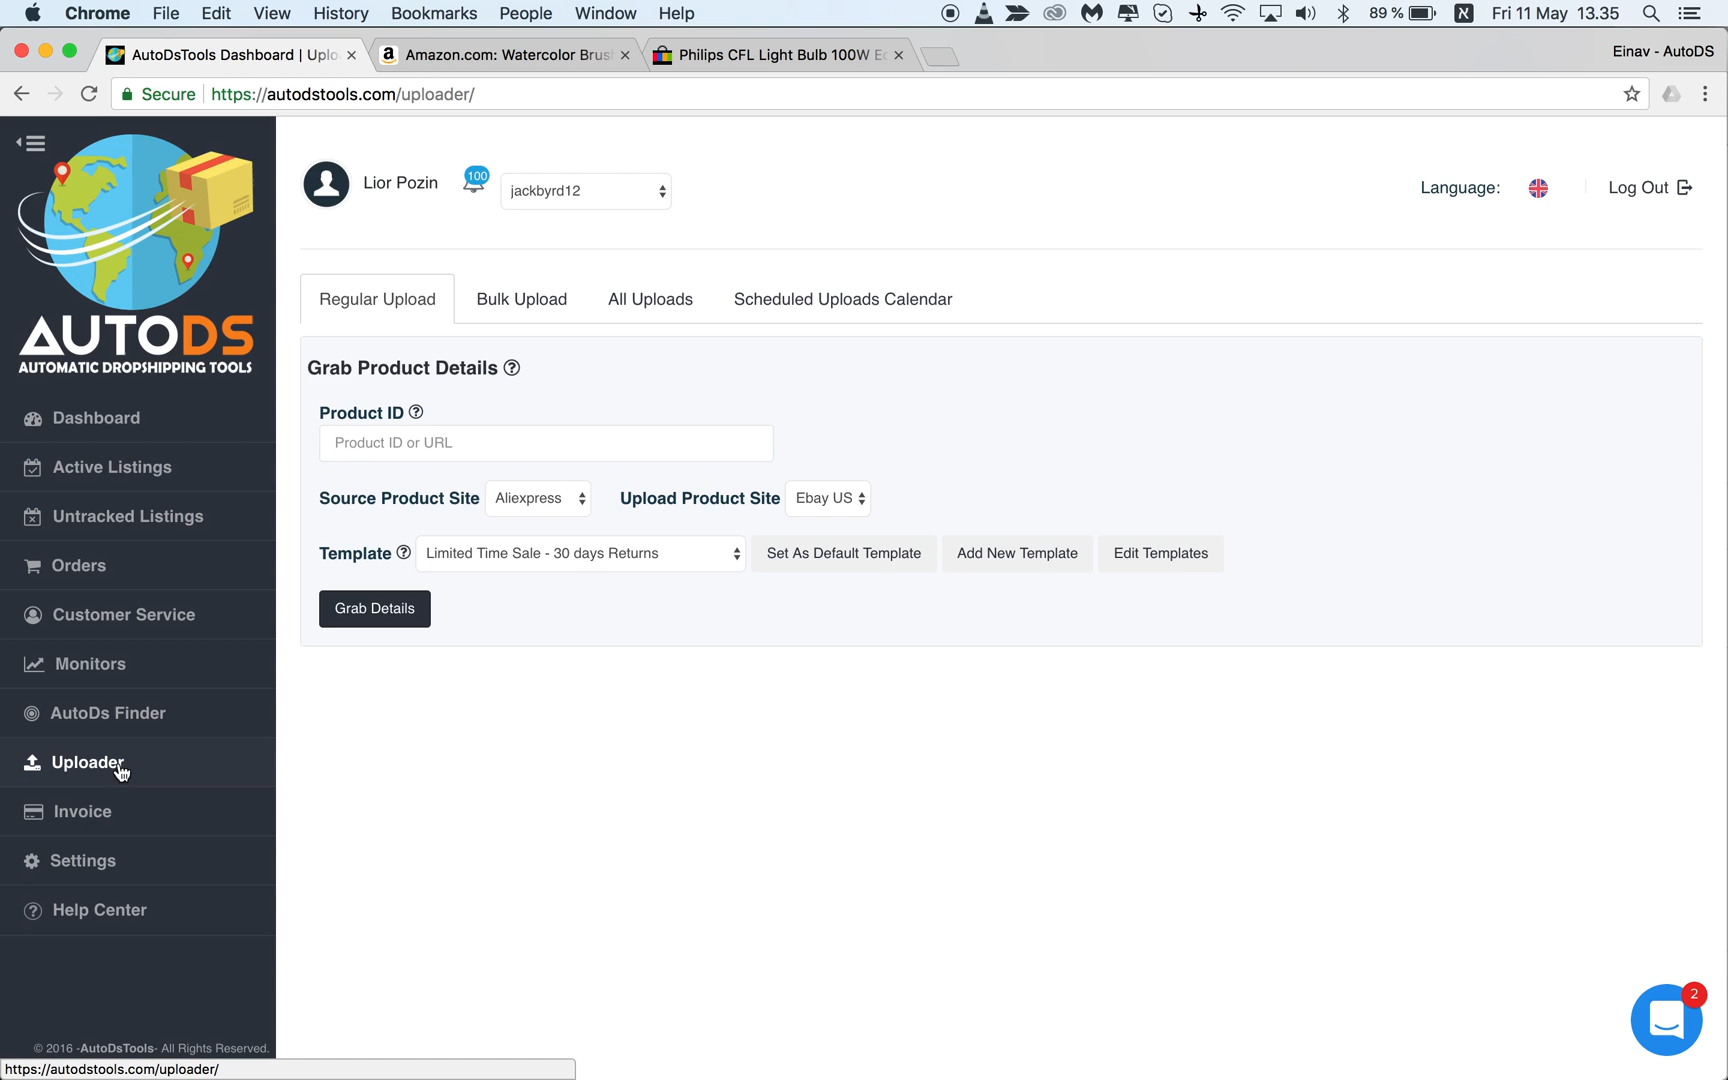 Chrome File Edit View History Bookmarks People Window Help 89 % Fri 11 May 13.35
AutoDsTools Dashboard | Uplo Amazon.com: Watercolor Brus Philips CFL Light Bulb 100W E Einav - AutoDS
Secure https://autodstools.com/uploader/
Lior Pozin 100 jackbyrd12 Language: Log Out
AUTODS
AUTOMATIC DROPSHIPPING TOOLS
Regular Upload Bulk Upload All Uploads Scheduled Uploads Calendar
Grab Product Details ?
Product ID ?
Product ID or URL
Source Product Site Aliexpress Upload Product Site Ebay US
Template ? Limited Time Sale - 30 days Returns Set As Default Template Add New Template Edit Templates
Grab Details
Dashboard
Active Listings
Untracked Listings
Orders
Customer Service
Monitors
AutoDs Finder
Uploader
Invoice
Settings
Help Center
2
© 2016 -AutoDsTools- All Rights Reserved.
https://autodstools.com/uploader/